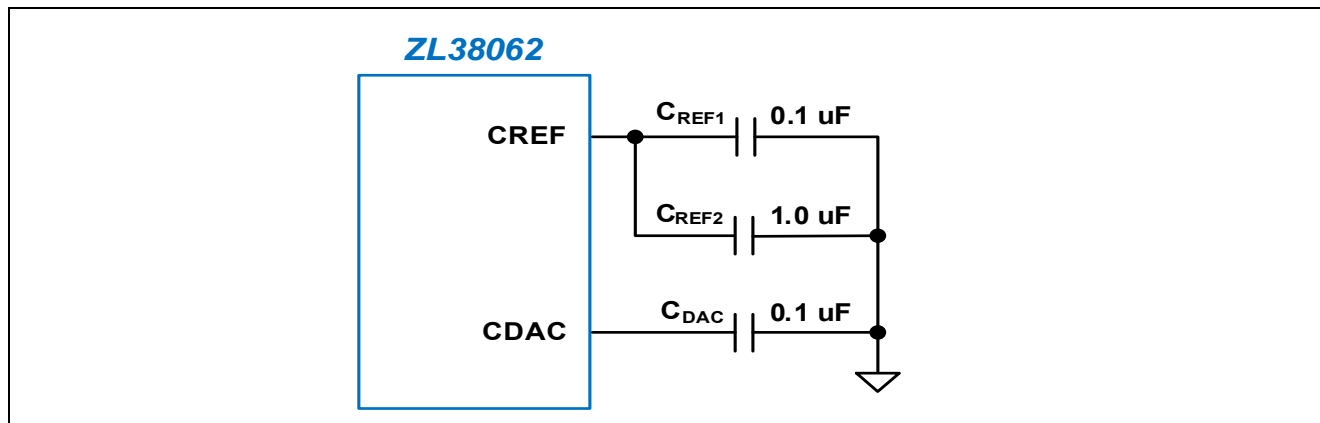 ZL38062
CREF
CREF1 0.1 uF
CREF2 1.0 uF
CDAC
CDAC 0.1 uF